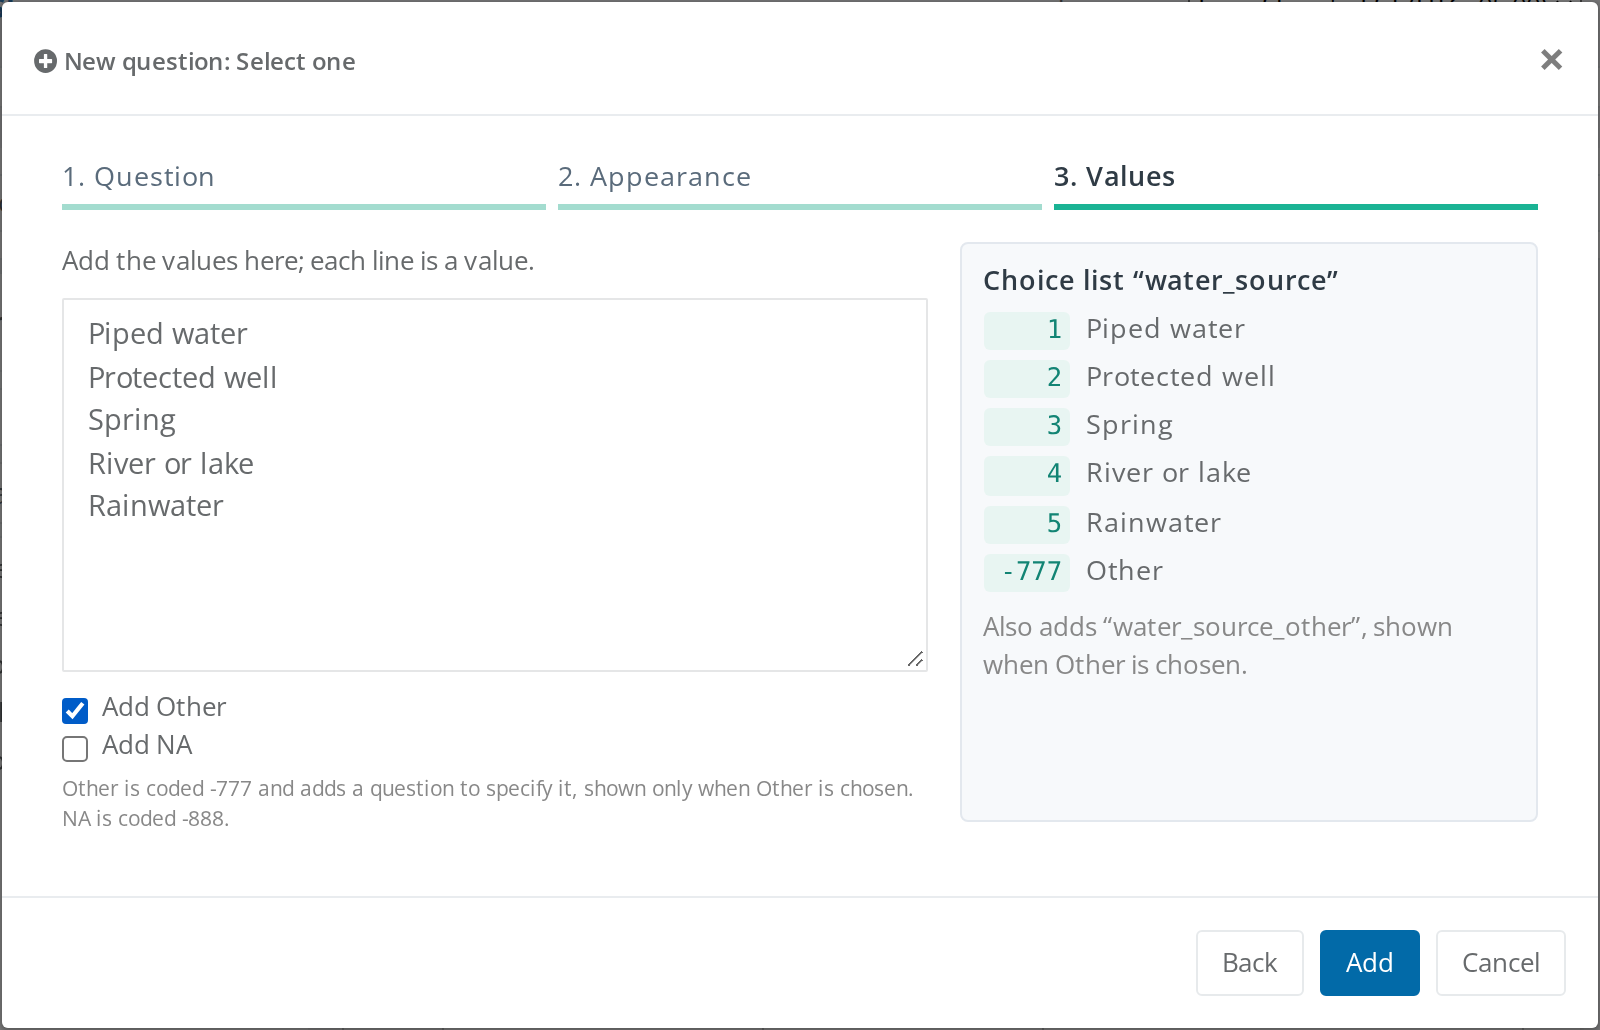 New question: Select one
1. Question
2. Appearance
3. Values
Add the values here; each line is a value.
Piped water
Protected well
Spring
River or lake
Rainwater
Add Other
Add NA
Other is coded -777 and adds a question to specify it, shown only when Other is chosen.
NA is coded -888.
Choice list “water_source”
1 Piped water
2 Protected well
3 Spring
4 River or lake
5 Rainwater
-777 Other
Also adds “water_source_other”, shown
when Other is chosen.
Back
Add
Cancel